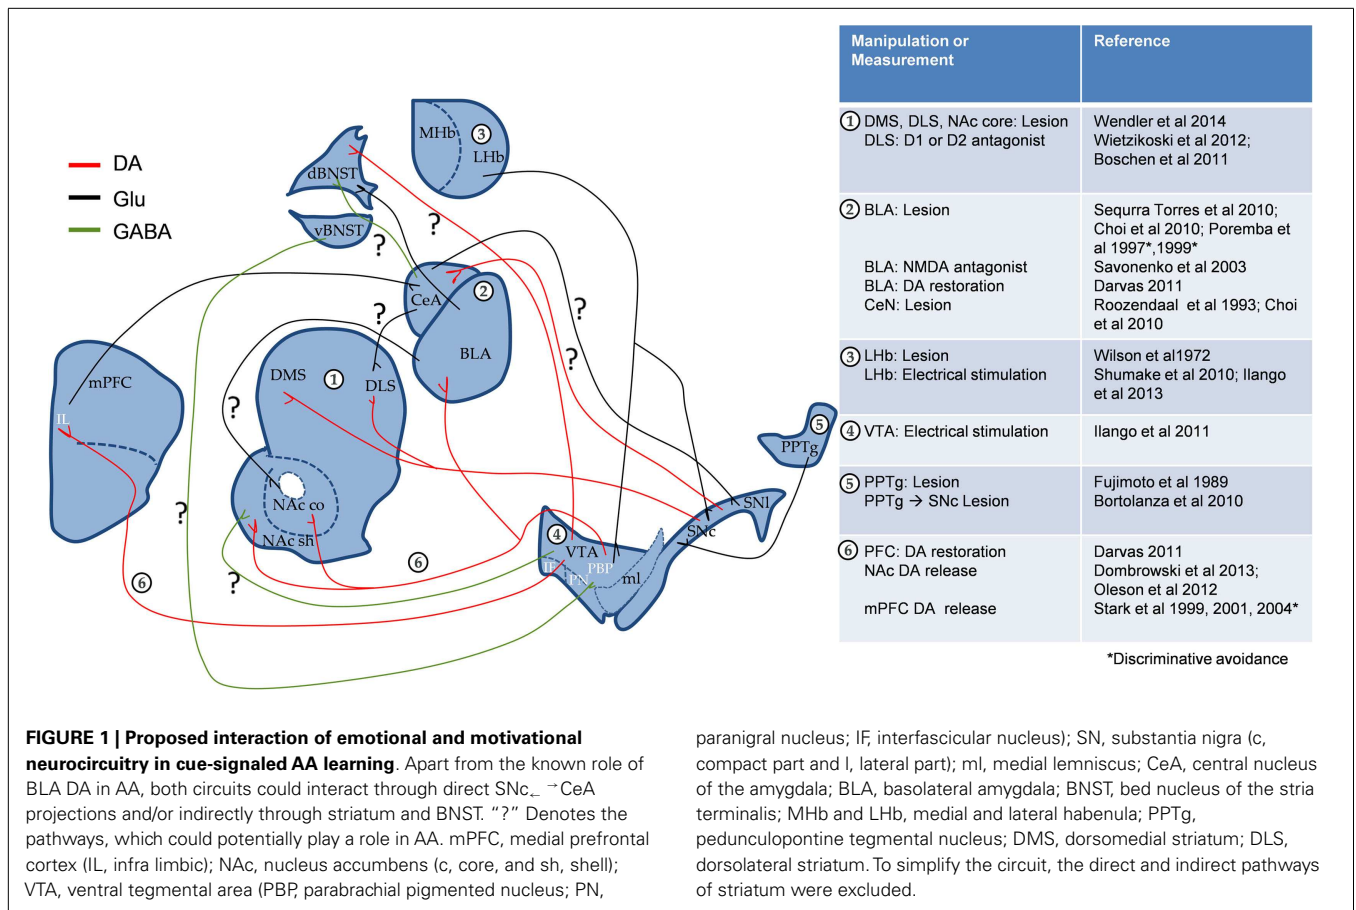 DA
Glu
GABA
MHb
3
LHb
dBNST
vBNST
?
?
?
CeA
2
?
BLA
?
?
mPFC
IL
DMS
1
DLS
?
5
PPTg
NAc co
NAc sh
?
?
6
6
4
VTA
IF
PBP
PN
ml
SNc
SNl
Manipulation or Measurement
Reference
1 DMS, DLS, NAc core: Lesion
Wendler et al 2014
DLS: D1 or D2 antagonist
Wietzikoski et al 2012;
Boschen et al 2011
2 BLA: Lesion
Sequrra Torres et al 2010;
Choi et al 2010; Poremba et
al 1997*,1999*
BLA: NMDA antagonist
Savonenko et al 2003
BLA: DA restoration
Darvas 2011
CeN: Lesion
Roozendaal et al 1993; Choi
et al 2010
3 LHb: Lesion
Wilson et al1972
LHb: Electrical stimulation
Shumake et al 2010; Ilango
et al 2013
4 VTA: Electrical stimulation
Ilango et al 2011
5 PPTg: Lesion
Fujimoto et al 1989
PPTg → SNc Lesion
Bortolanza et al 2010
6 PFC: DA restoration
Darvas 2011
NAc DA release
Dombrowski et al 2013;
Oleson et al 2012
mPFC DA release
Stark et al 1999, 2001, 2004*
*Discriminative avoidance
FIGURE 1 | Proposed interaction of emotional and motivational
neurocircuitry in cue-signaled AA learning. Apart from the known role of
BLA DA in AA, both circuits could interact through direct SNc← →CeA
projections and/or indirectly through striatum and BNST. “?” Denotes the
pathways, which could potentially play a role in AA. mPFC, medial prefrontal
cortex (IL, infra limbic); NAc, nucleus accumbens (c, core, and sh, shell);
VTA, ventral tegmental area (PBP, parabrachial pigmented nucleus; PN,
paranigral nucleus; IF, interfascicular nucleus); SN, substantia nigra (c,
compact part and l, lateral part); ml, medial lemniscus; CeA, central nucleus
of the amygdala; BLA, basolateral amygdala; BNST, bed nucleus of the stria
terminalis; MHb and LHb, medial and lateral habenula; PPTg,
pedunculopontine tegmental nucleus; DMS, dorsomedial striatum; DLS,
dorsolateral striatum. To simplify the circuit, the direct and indirect pathways
of striatum were excluded.